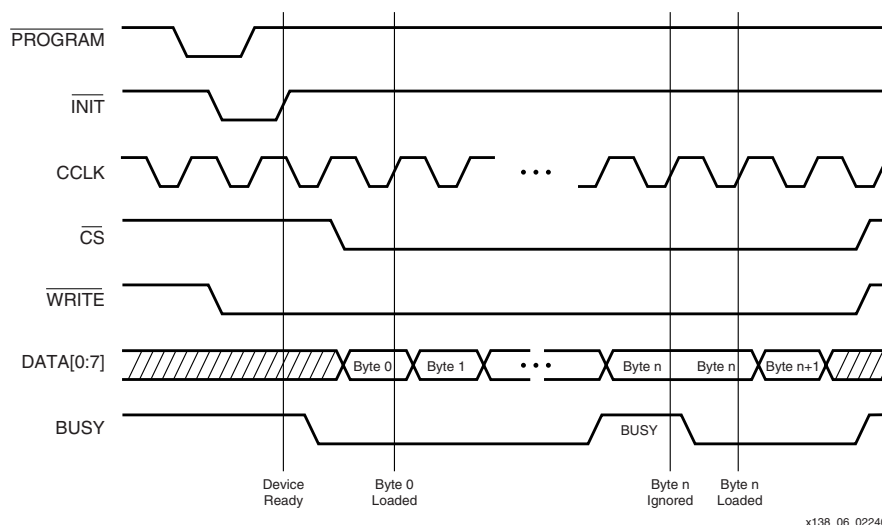 PROGRAM
INIT
CCLK
CS
WRITE
DATA[0:7]
Byte 0 Byte 1 Byte n Byte n Byte n+1
BUSY
BUSY
Device
Ready
Byte 0
Loaded
Byte n
Ignored
Byte n
Loaded